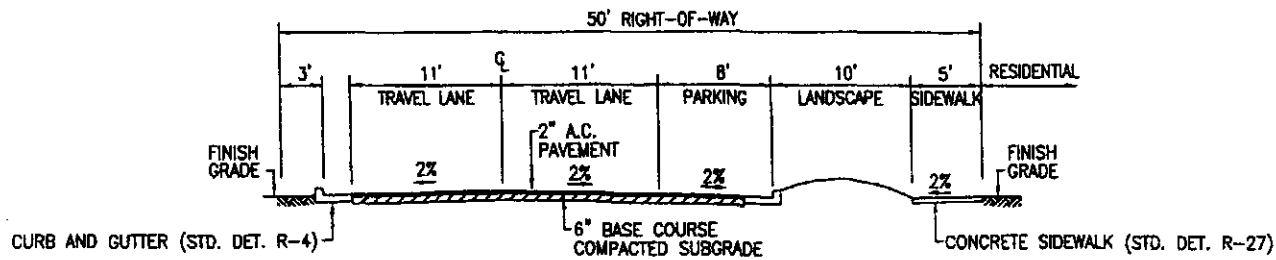 50' RIGHT-OF-WAY
3'
11'
℄
11'
8'
10'
5'
RESIDENTIAL
TRAVEL LANE
TRAVEL LANE
PARKING
LANDSCAPE
SIDEWALK
2" A.C.
PAVEMENT
FINISH
GRADE
2%
2%
2%
2%
FINISH
GRADE
6" BASE COURSE
COMPACTED SUBGRADE
CURB AND GUTTER (STD. DET. R-4)
CONCRETE SIDEWALK (STD. DET. R-27)